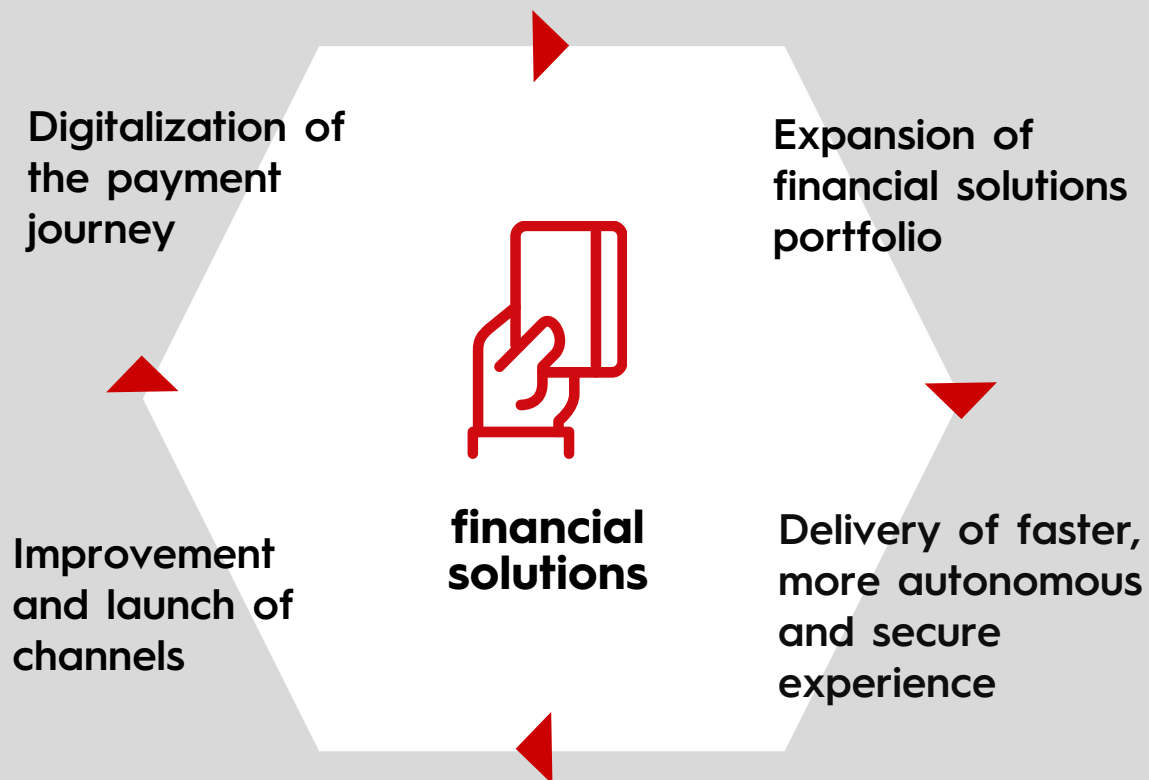 Digitalization of
the payment
journey
Expansion of
financial solutions
portfolio
financial
solutions
Improvement
and launch of
channels
Delivery of faster,
more autonomous
and secure
experience